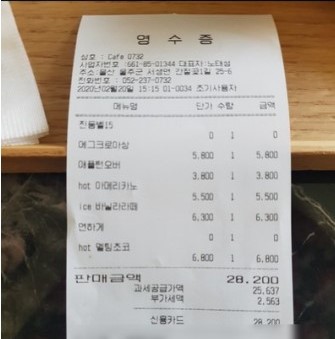 영 수 증
상호 : Cafe 0732
사업자번호 :661-85-01344 대표자:노태성
주소:울산 울주군 서생면 간절곶1길 25-6
전화번호 : 052-237-0732
2020년02월20일 15:15 01-0034 초기사용자
메뉴명 단가 수량 금액
진동벨15
0 1 0
에그크로아상
5,800 1 5,800
애플턴오버
3,800 1 3,800
hot 아메리카노
5,500 1 5,500
ice 바닐라라떼
6,300 1 6,300
연하게
0 1 0
hot 멜팅초코
6,800 1 6,800
판매금액 28,200
과세공급가액 25,637
부가세액 2,563
신용카드 28,200